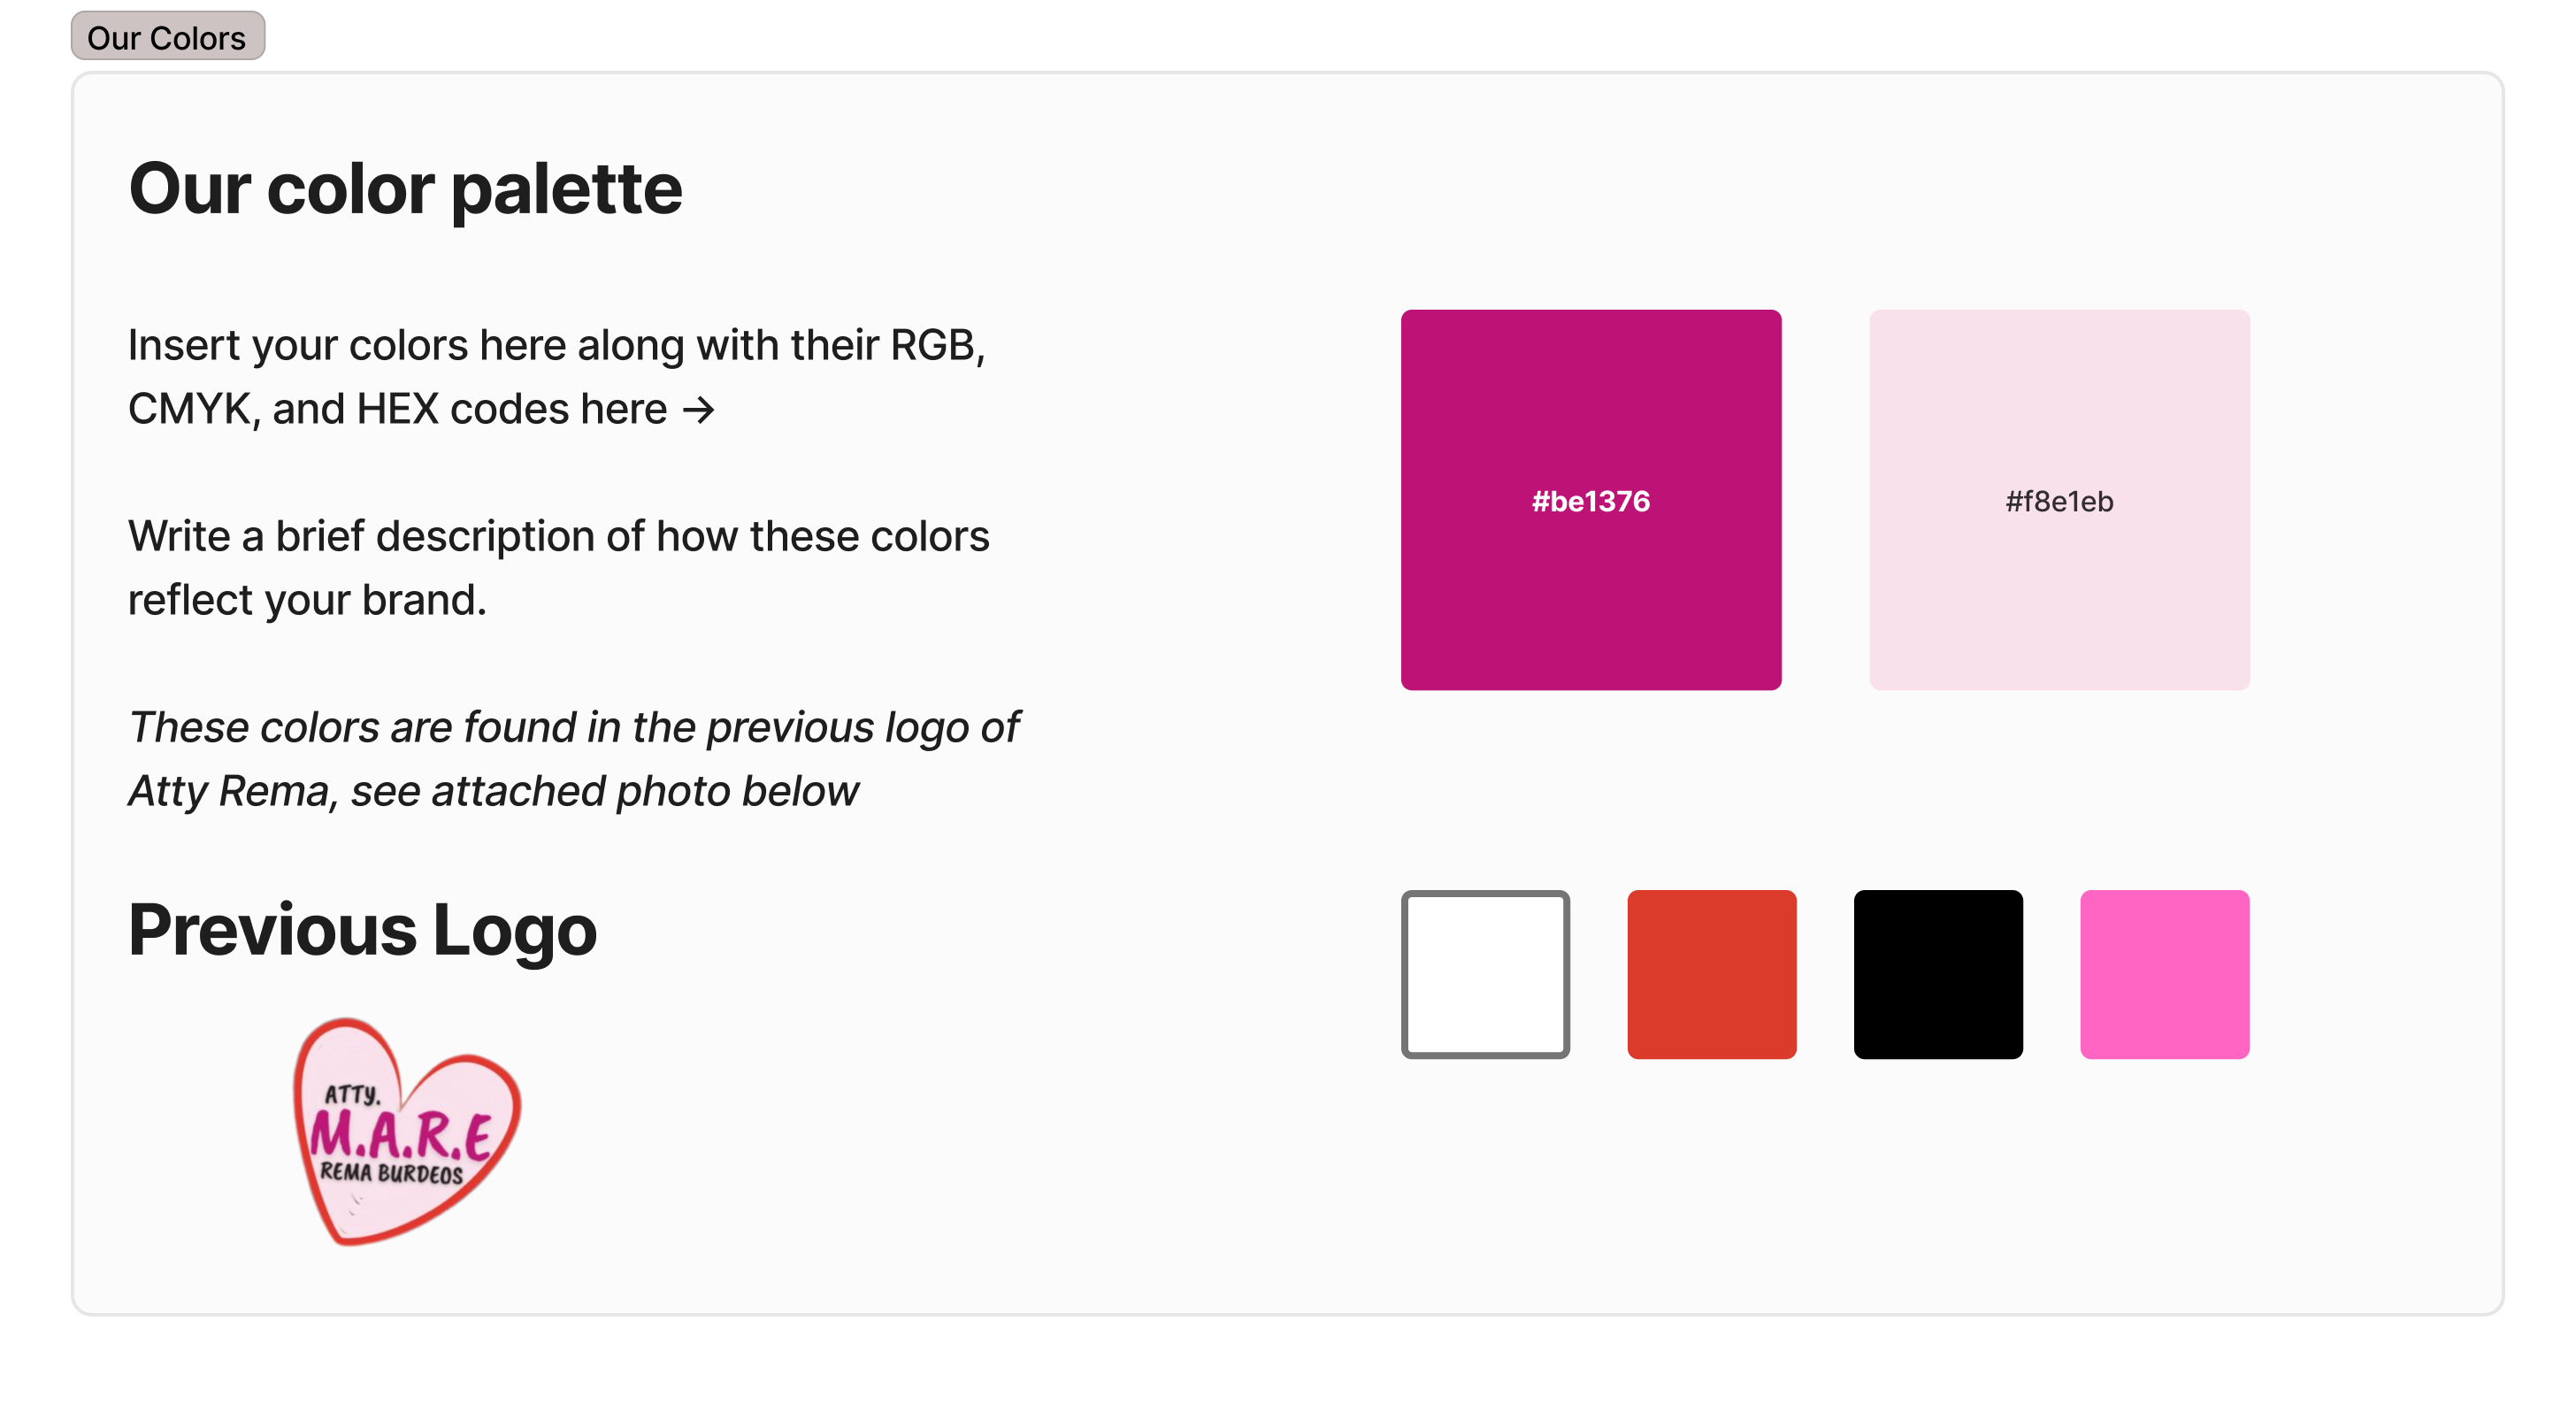 Our Colors
Our color palette
Insert your colors here along with their RGB,
CMYK, and HEX codes here →
Write a brief description of how these colors
reflect your brand.
These colors are found in the previous logo of
Atty Rema, see attached photo below
#be1376
#f8e1eb
Previous Logo
ATTY.
M.A.R.E
REMA BURDEOS